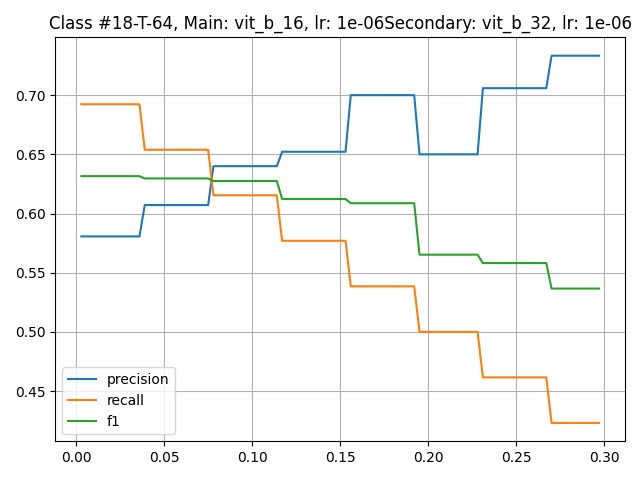 Class #18-T-64, Main: vit_b_16, lr: 1e-06Secondary: vit_b_32, lr: 1e-06
0.70
0.65
0.60
0.55
0.50
0.45
precision
recall
f1
0.00 0.05 0.10 0.15 0.20 0.25 0.30